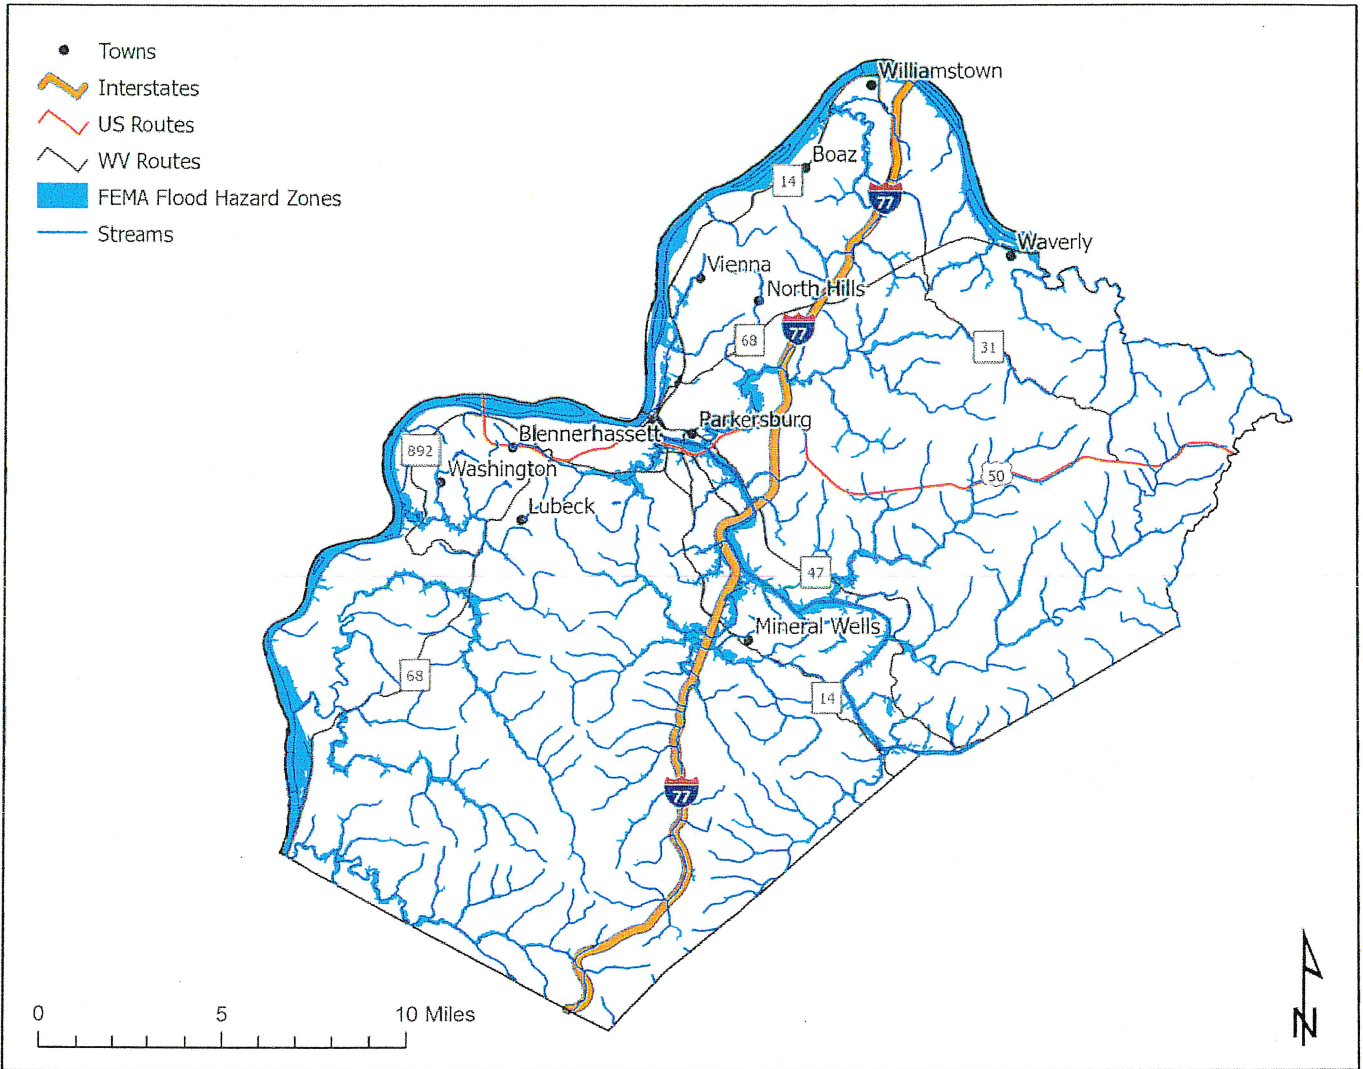 Towns
Interstates
US Routes
WV Routes
FEMA Flood Hazard Zones
Streams
Williamstown
Boaz
14
77
Waverly
Vienna
North Hills
77
68
31
Parkersburg
Blennerhassett
892
Washington
50
Lubeck
47
Mineral Wells
68
14
77
0 5 10 Miles
N